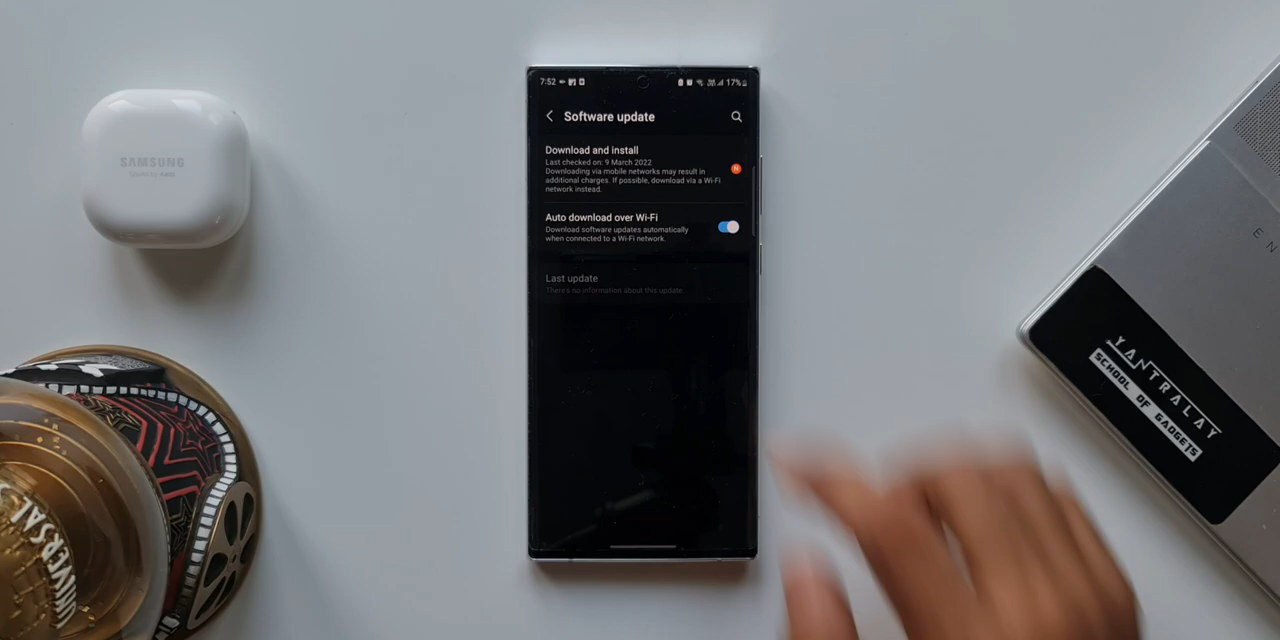 SAMSUNG
7:52
17%
Software update
Download and install
Last checked on: 9 March 2022
Downloading via mobile networks may result in
additional charges. If possible, download via a Wi-Fi
network instead.
N
Auto download over Wi-Fi
Download software updates automatically
when connected to a Wi-Fi network.
Last update
There's no information about this update.
E N
YANTRALAY
SCHOOL OF GADGETS
UNIVERSAL S